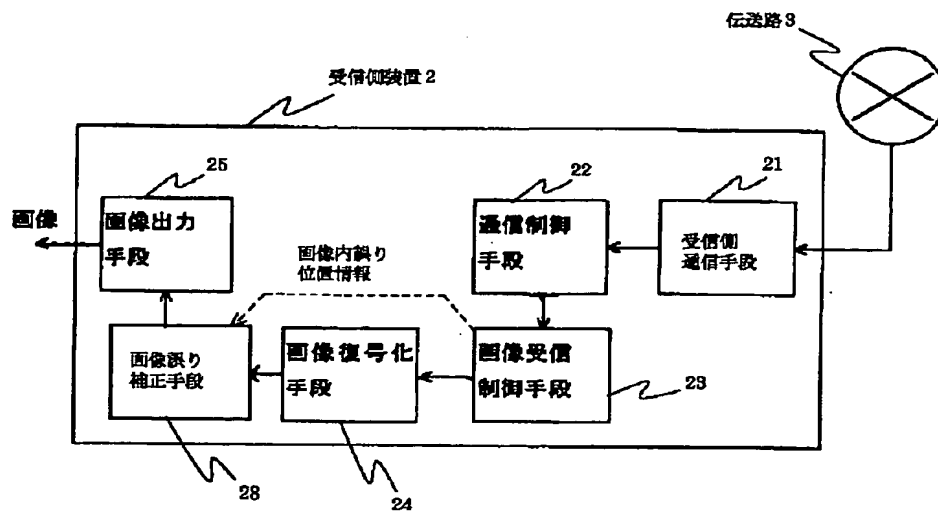 伝送路3
受信側装置2
25
22
21
画像
画像出力
手段
通信制御
手段
受信側
通信手段
画像内誤り
位置情報
画像誤り
補正手段
画像復号化
手段
画像受信
制御手段
23
28
24